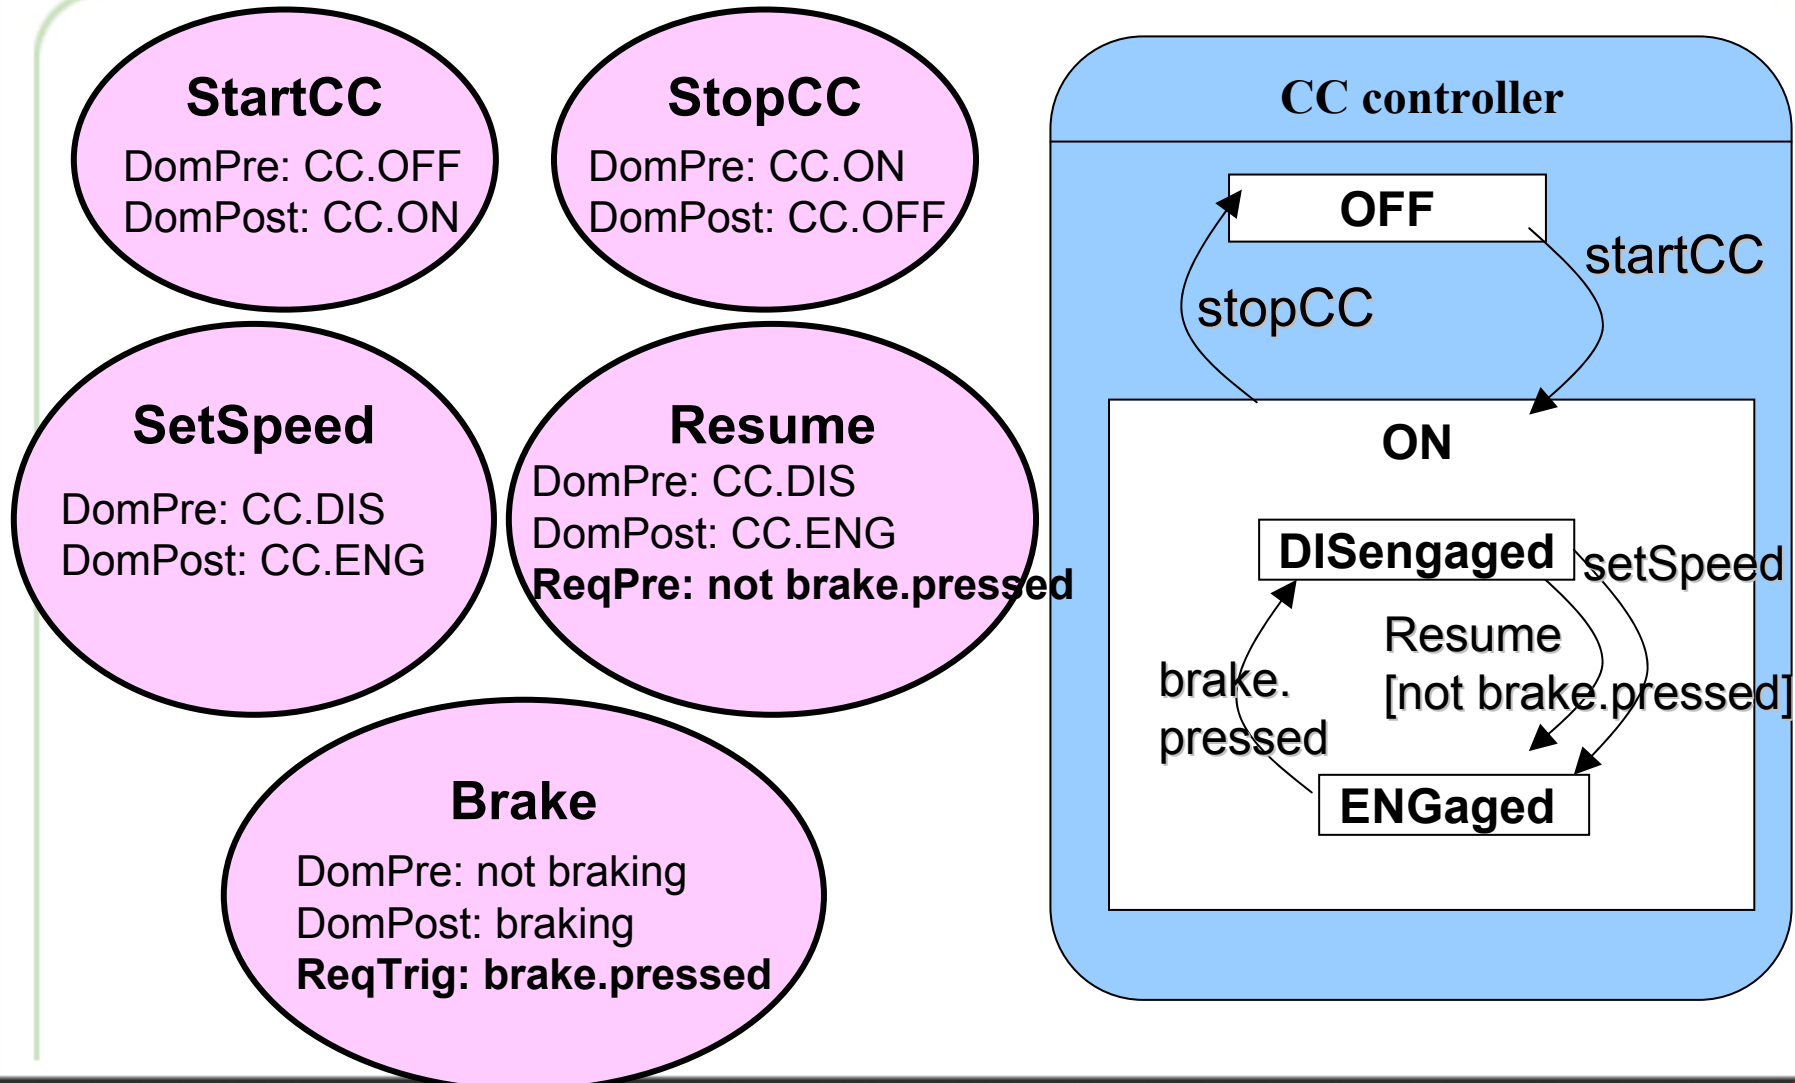 StartCC
DomPre: CC.OFF
DomPost: CC.ON
StopCC
DomPre: CC.ON
DomPost: CC.OFF
SetSpeed
DomPre: CC.DIS
DomPost: CC.ENG
Resume
DomPre: CC.DIS
DomPost: CC.ENG
ReqPre: not brake.pressed
Brake
DomPre: not braking
DomPost: braking
ReqTrig: brake.pressed
CC controller
OFF
startCC
stopCC
ON
DISengaged
setSpeed
Resume
[not brake.pressed]
brake.
pressed
ENGaged